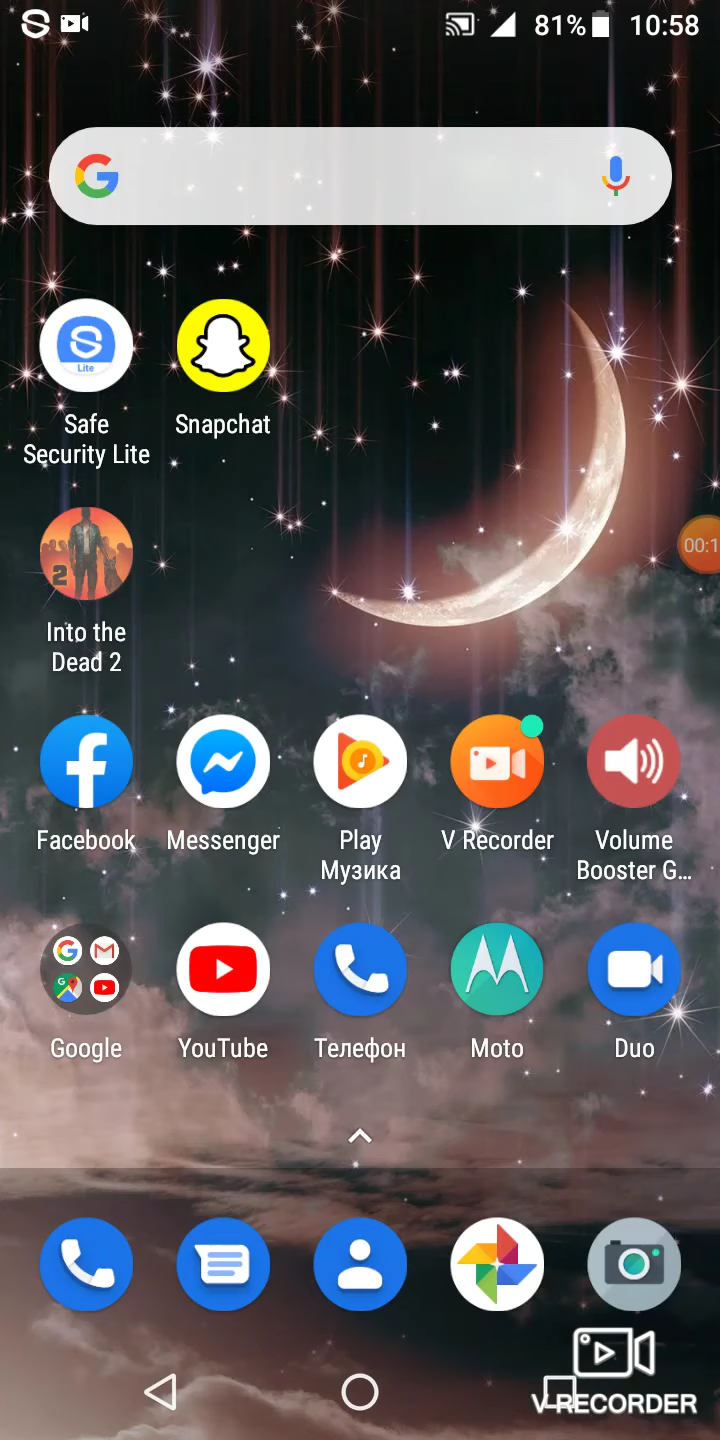 81% 10:58
Lite
Safe
Security Lite
Snapchat
00:1
2
Into the
Dead 2
Facebook
Messenger
Play
Музика
V Recorder
Volume
Booster G...
Google
YouTube
Телефон
Moto
Duo
V RECORDER